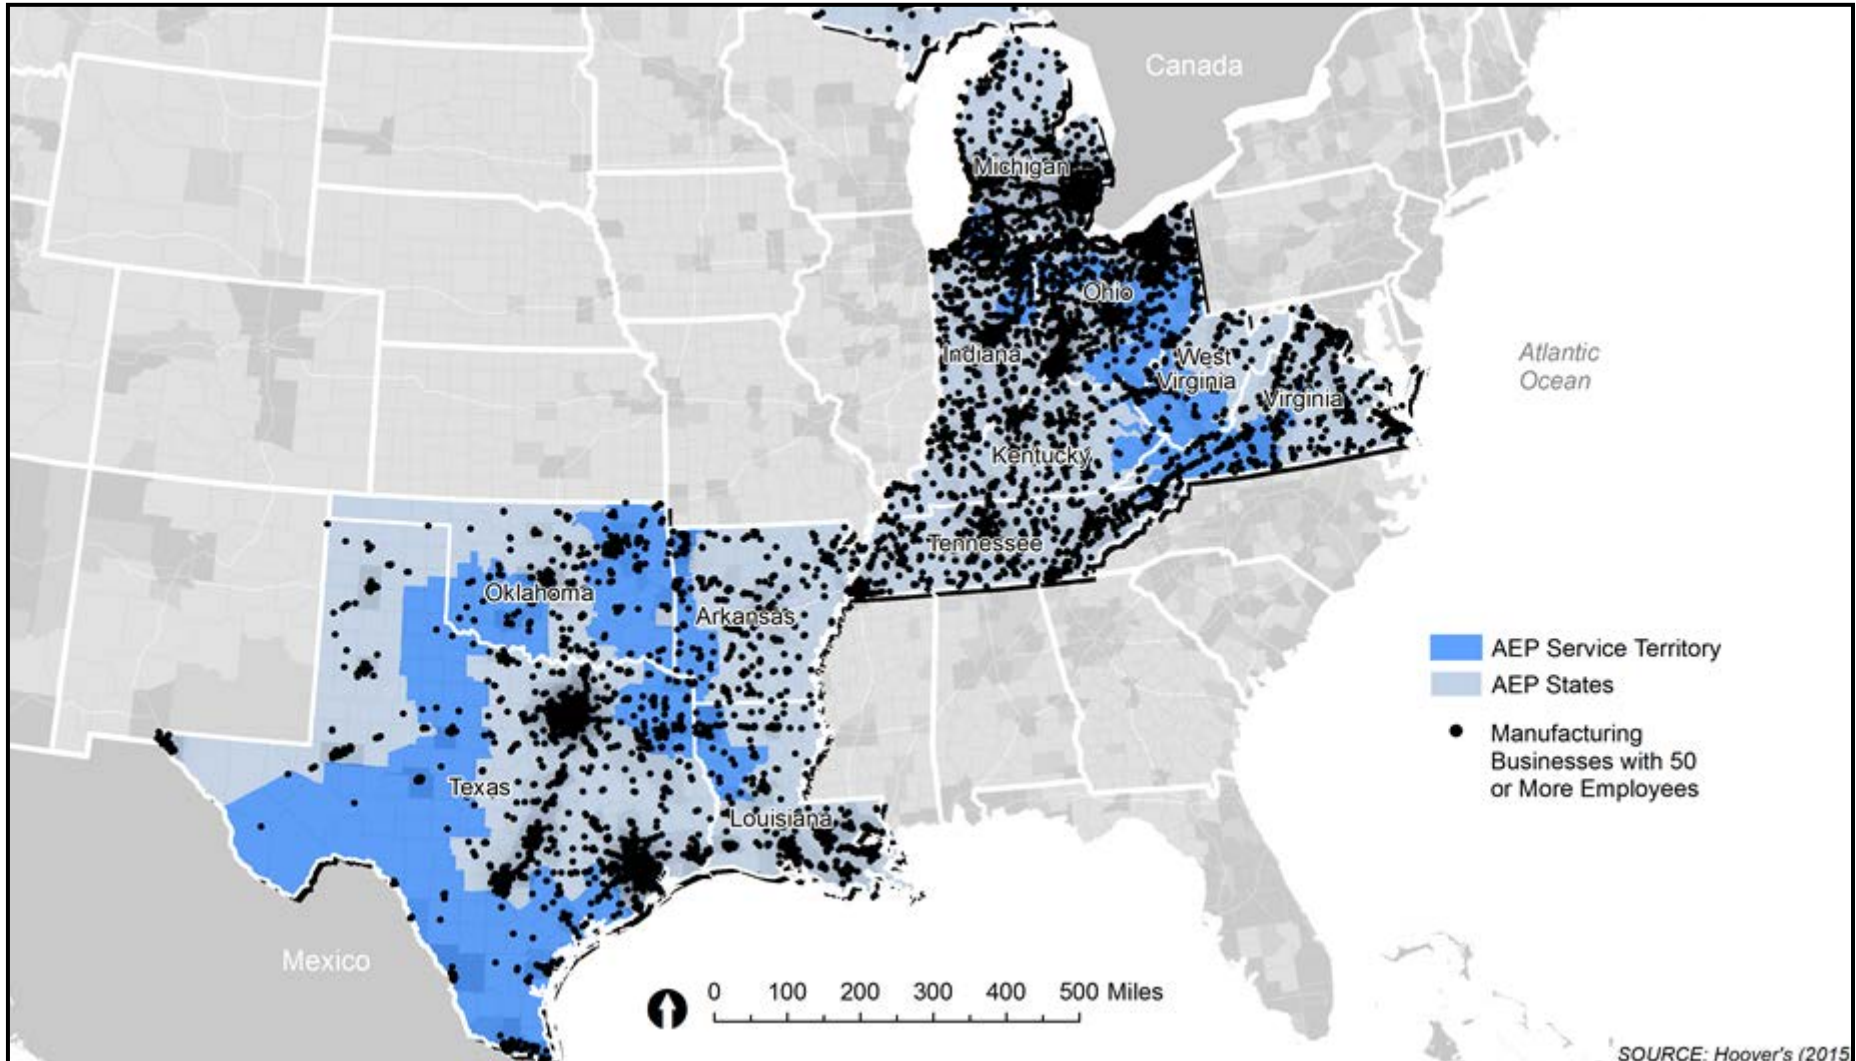 Canada
Michigan
Ohio
Indiana
West
Virginia
Virginia
Kentucky
Tennessee
Atlantic
Ocean
Oklahoma
Arkansas
Texas
Louisiana
Mexico
AEP Service Territory
AEP States
Manufacturing
Businesses with 50
or More Employees
0 100 200 300 400 500 Miles
SOURCE: Hoover's (2015